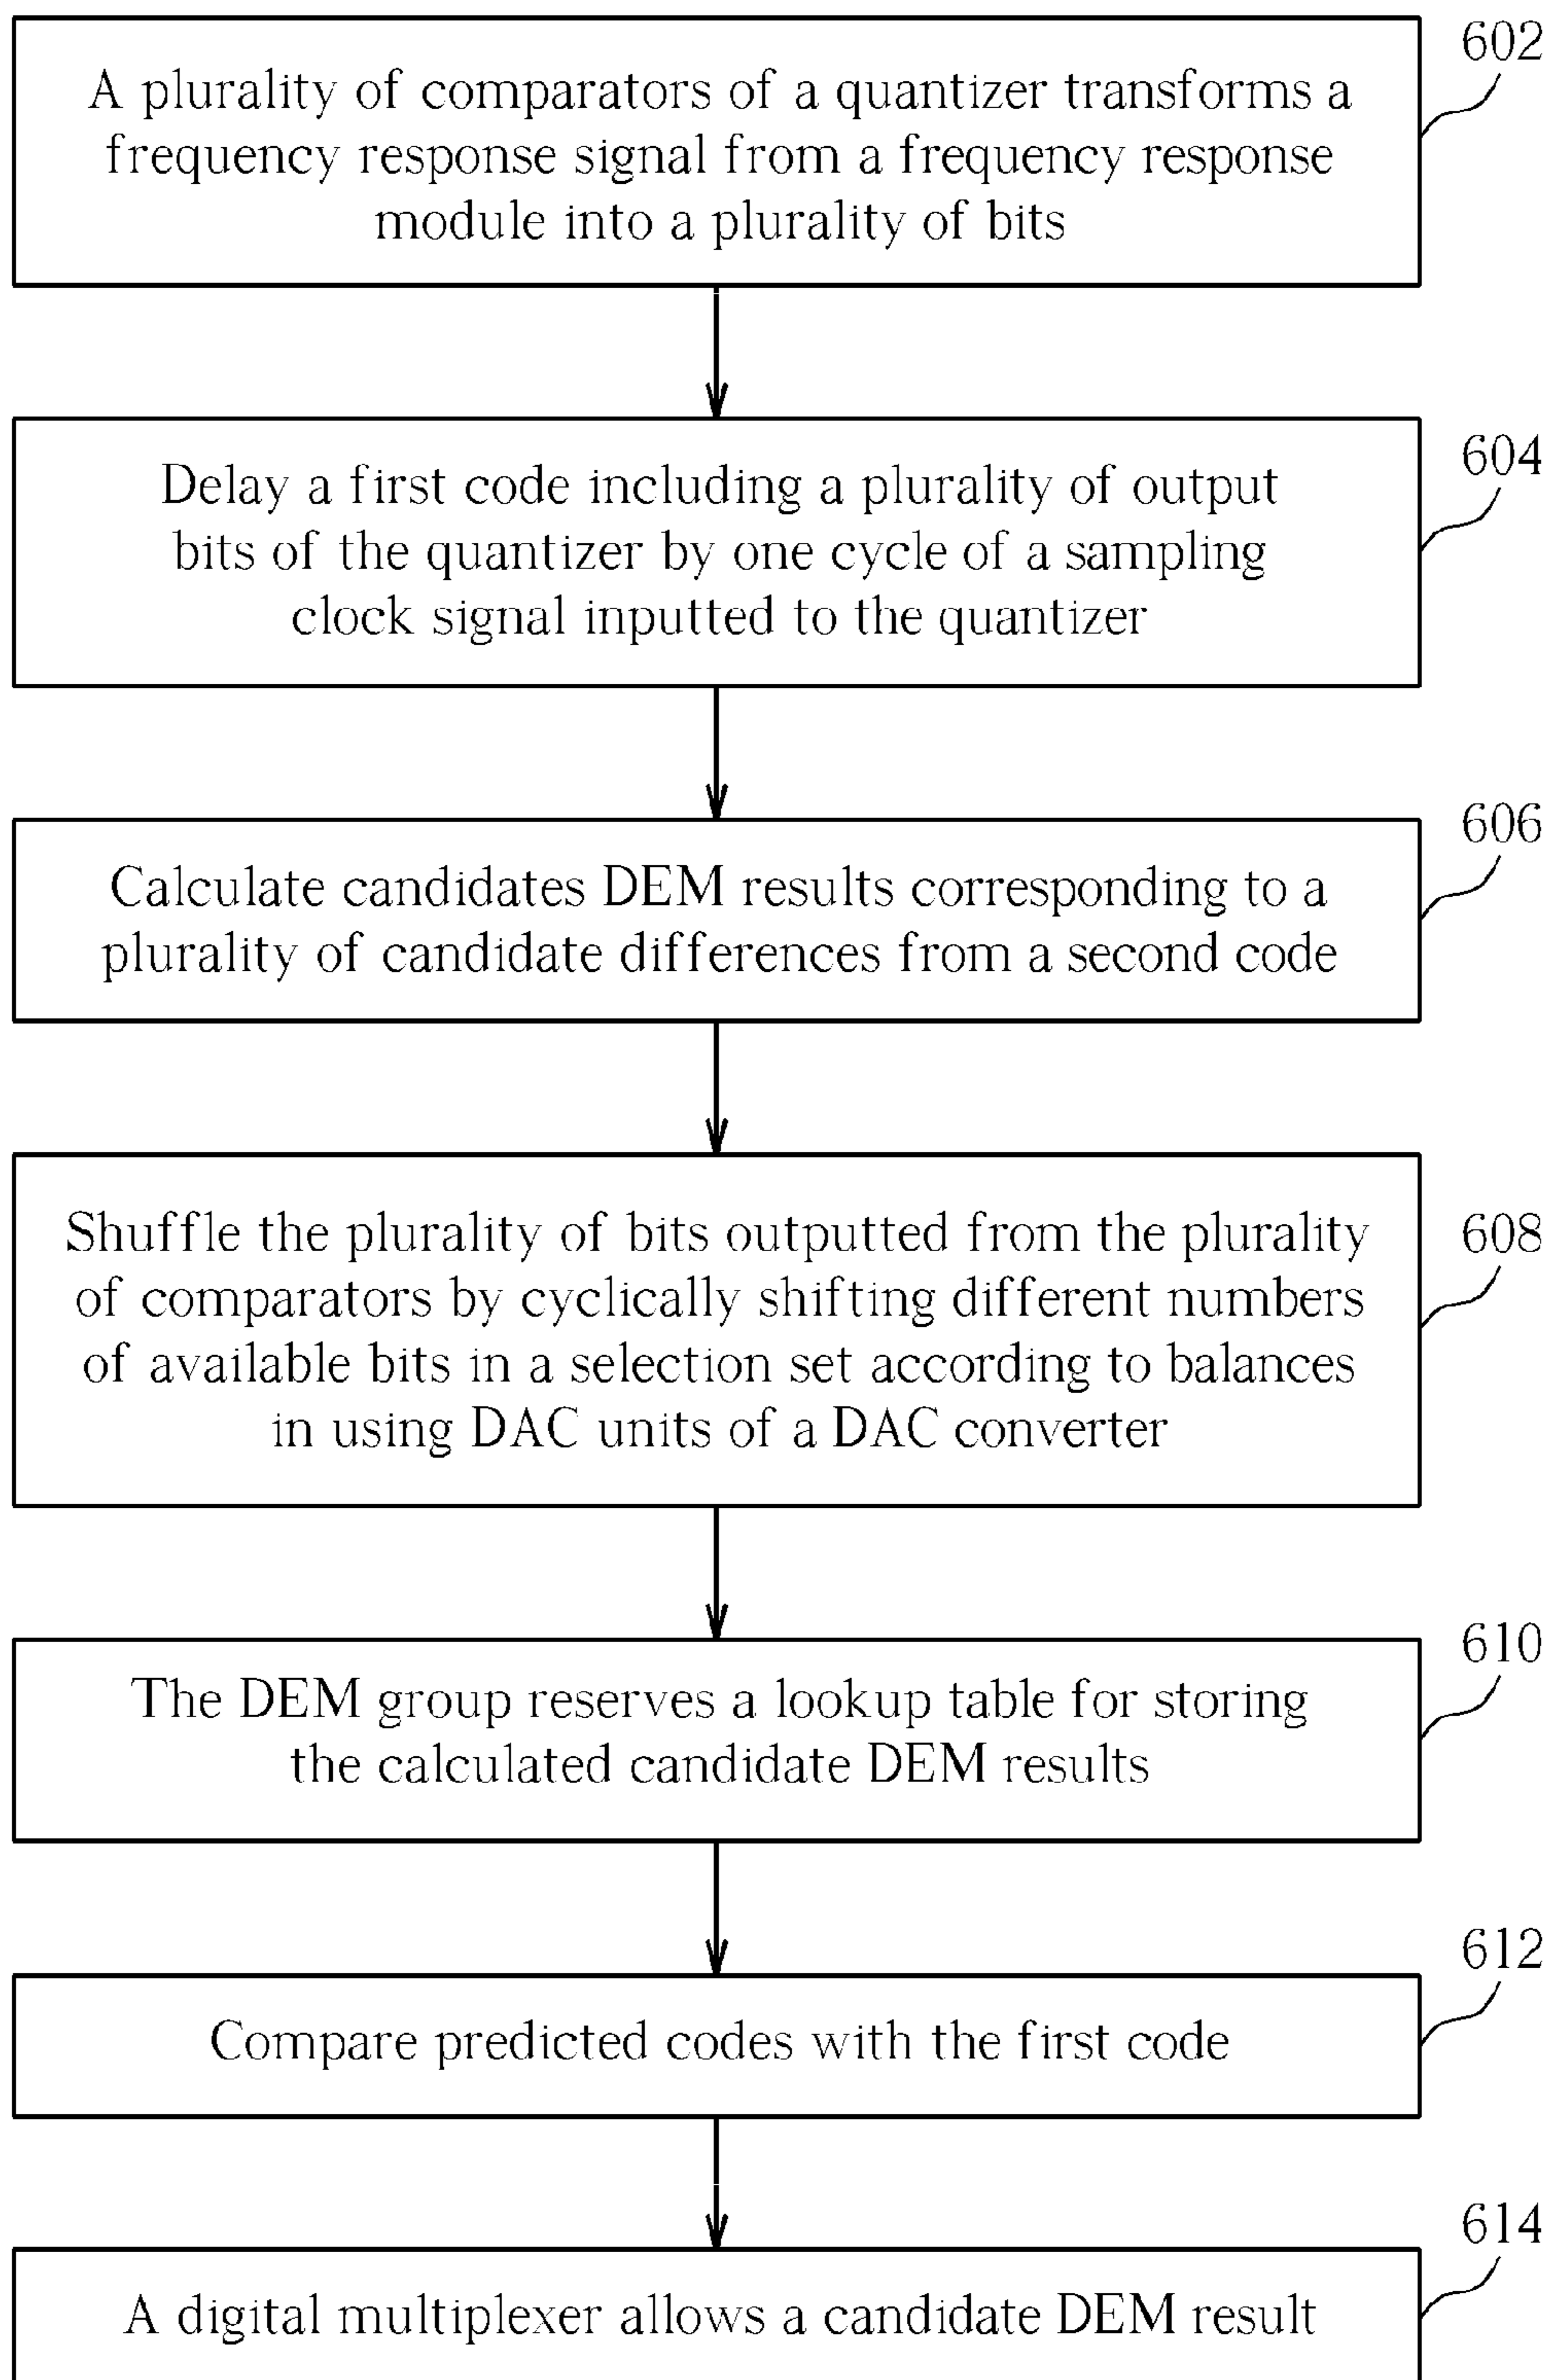 602
A plurality of comparators of a quantizer transforms a
frequency response signal from a frequency response
module into a plurality of bits
604
Delay a first code including a plurality of output
bits of the quantizer by one cycle of a sampling
clock signal inputted to the quantizer
606
Calculate candidates DEM results corresponding to a
plurality of candidate differences from a second code
608
Shuffle the plurality of bits outputted from the plurality
of comparators by cyclically shifting different numbers
of available bits in a selection set according to balances
in using DAC units of a DAC converter
610
The DEM group reserves a lookup table for storing
the calculated candidate DEM results
612
Compare predicted codes with the first code
614
A digital multiplexer allows a candidate DEM result